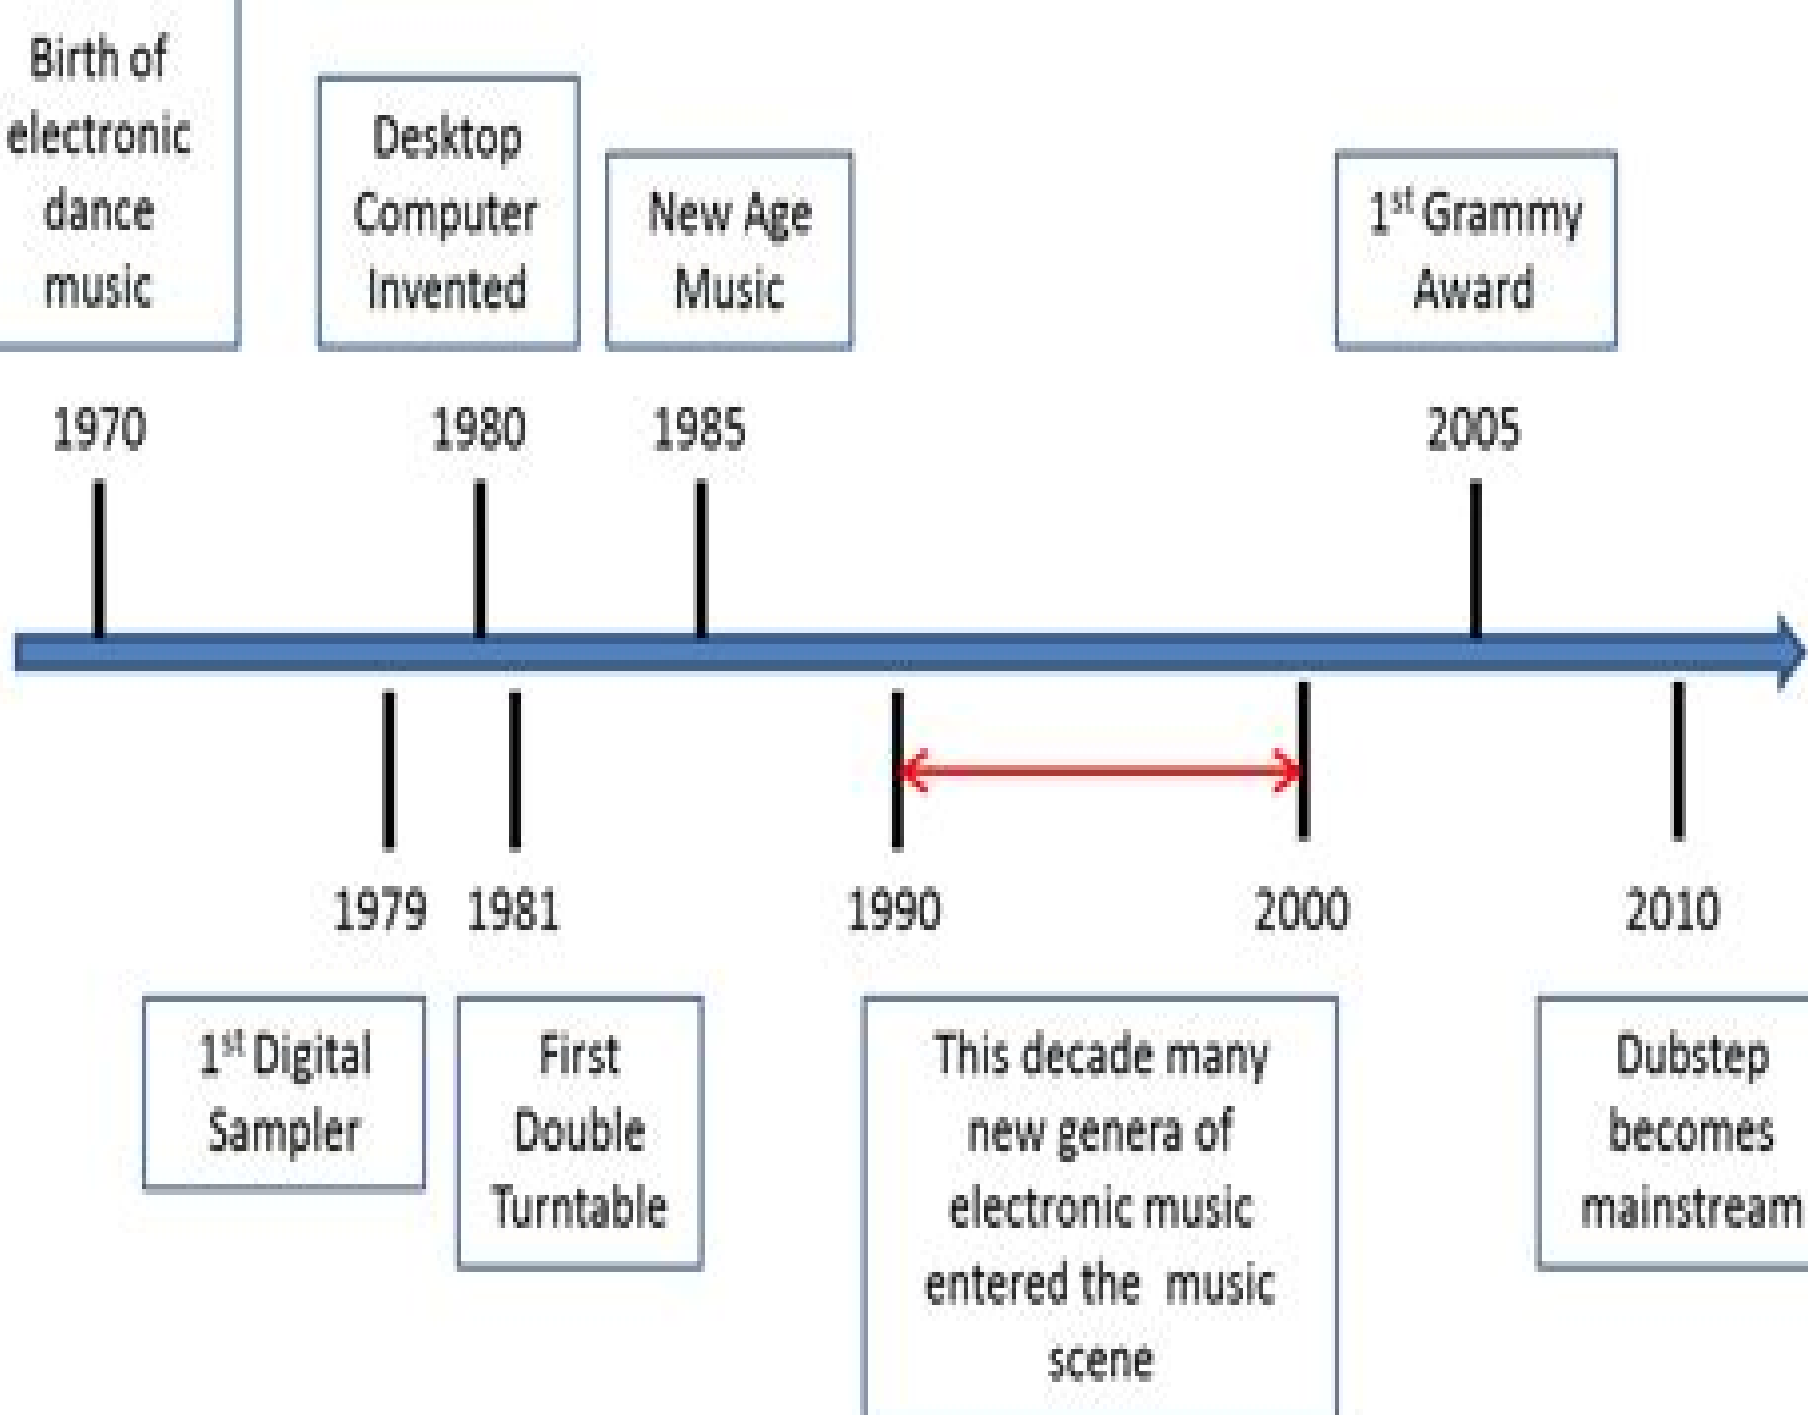 Birth of
electronic
dance
music
Desktop
Computer
Invented
New Age
Music
1st Grammy
Award
1970
1980
1985
2005
1979
1981
1990
2000
2010
1st Digital
Sampler
First
Double
Turntable
This decade many
new genera of
electronic music
entered the music
scene
Dubstep
becomes
mainstream